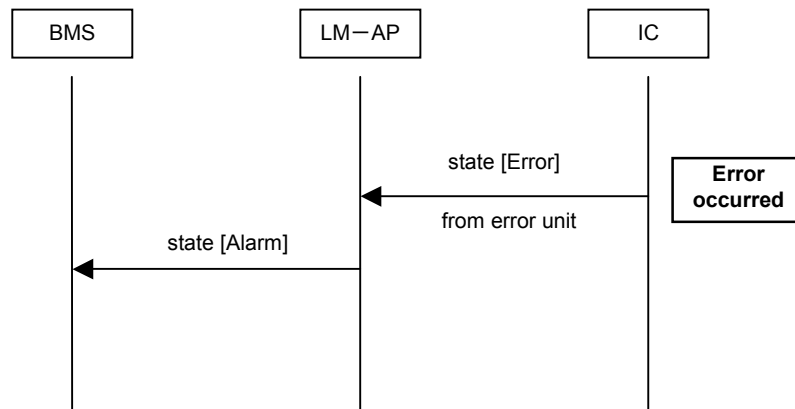 BMS
LM－AP
IC
state [Error]
Error
occurred
from error unit
state [Alarm]